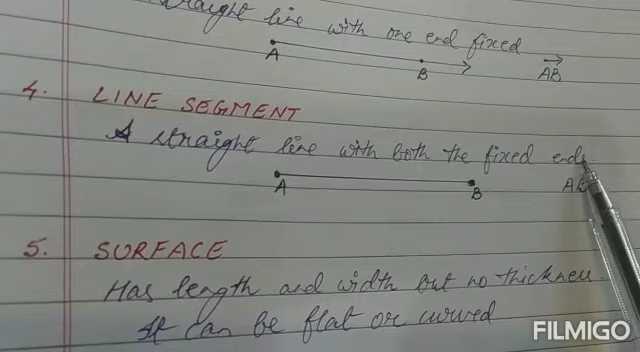 straight line with one end fixed
A B AB
4. LINE SEGMENT
A straight line with both the fixed ends.
A B
5. SURFACE
Has length and width but no thickness
It can be flat or curved
FILMIGO